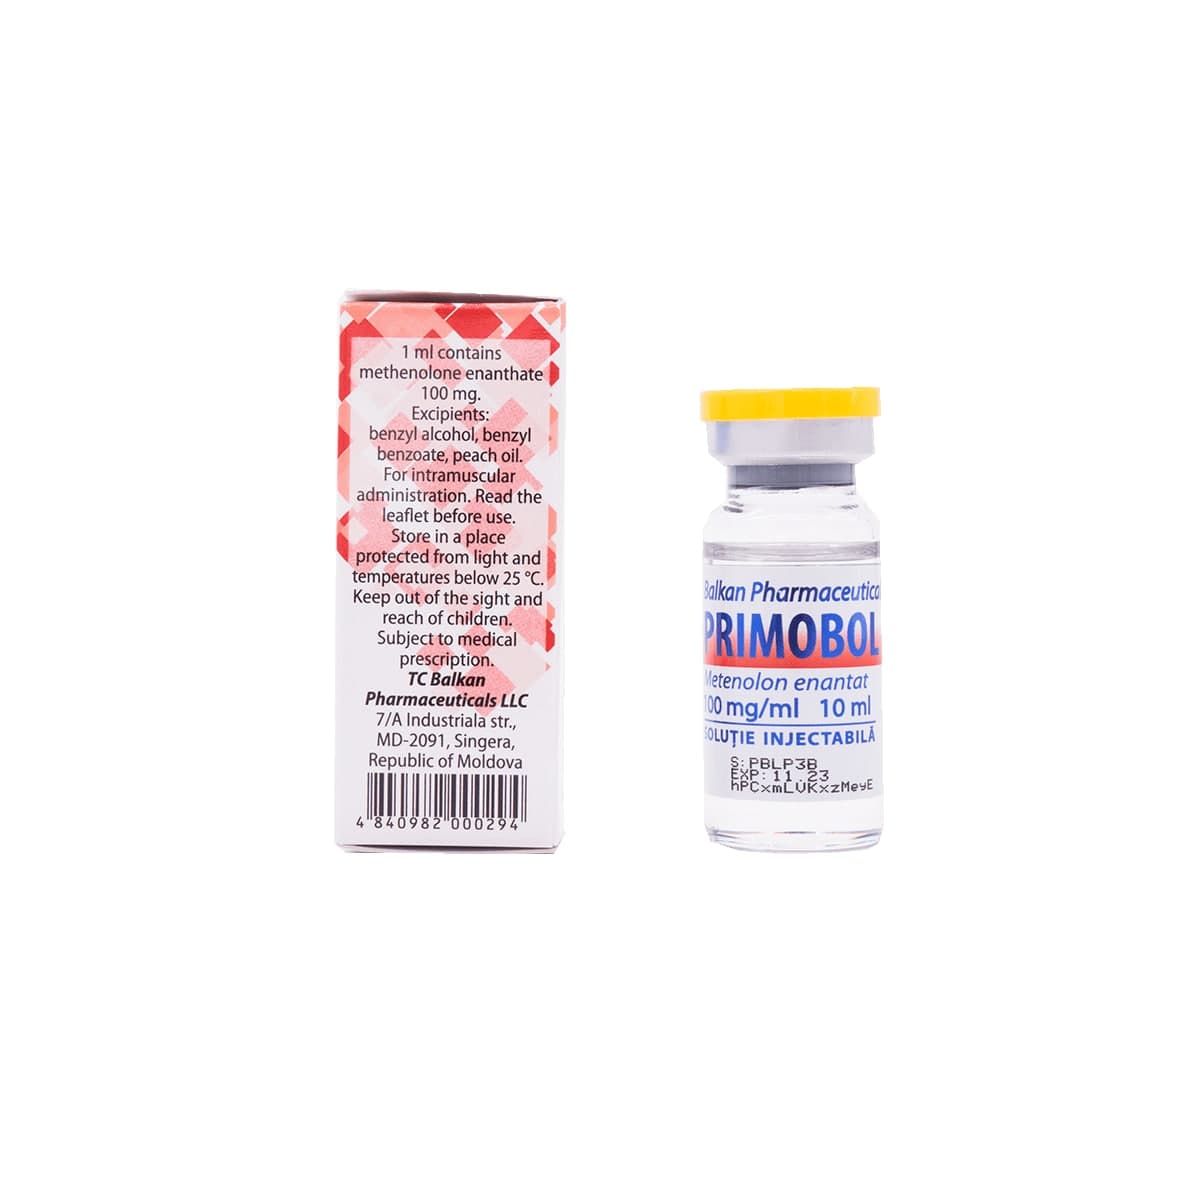 1 ml contains
methenolone enanthate
100 mg.
Excipients:
benzyl alcohol, benzyl
benzoate, peach oil.
For intramuscular
administration. Read the
leaflet before use.
Store in a place
protected from light and
temperatures below 25 °C.
Keep out of the sight and
reach of children.
Subject to medical
prescription.
TC Balkan
Pharmaceuticals LLC
7/A Industriala str.,
MD-2091, Singera,
Republic of Moldova
4 840982 000294
Balkan Pharmaceutica
PRIMOBOL
Metenolon enantat
100 mg/ml 10 ml
SOLUȚIE INJECTABILĂ
S: PBLP3B
EXP: 11.23
hPCxmLVKxzMeyE